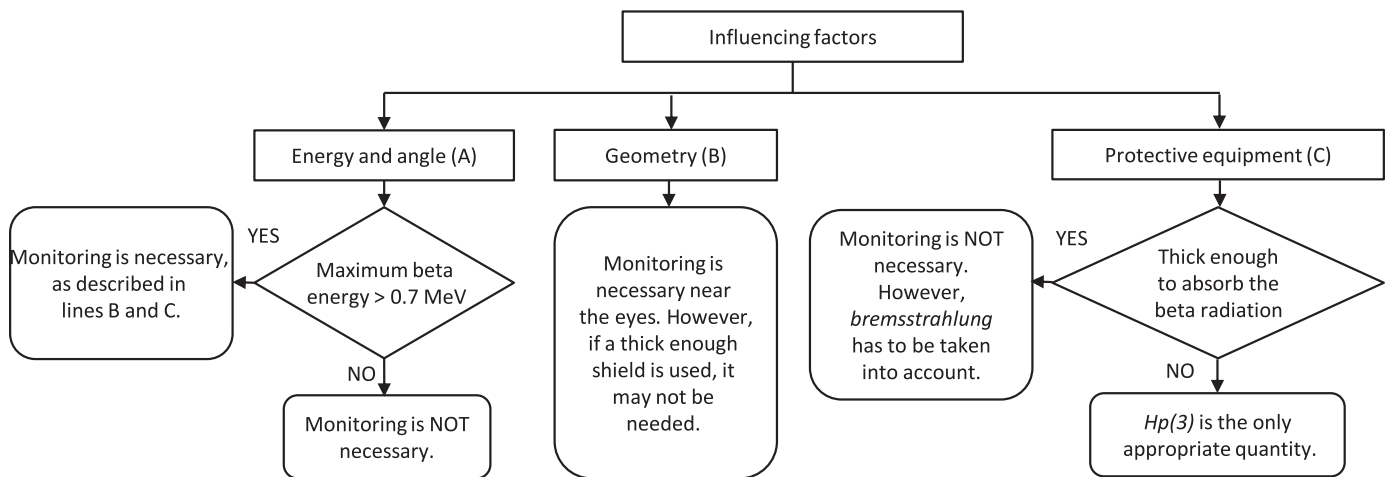 Influencing factors
Energy and angle (A)
Geometry (B)
Protective equipment (C)
YES
Monitoring is necessary,
as described in
lines B and C.
Maximum beta
energy > 0.7 MeV
NO
Monitoring is NOT
necessary.
Monitoring is
necessary near
the eyes. However,
if a thick enough
shield is used, it
may not be
needed.
Monitoring is NOT
necessary.
However,
bremsstrahlung
has to be taken
into account.
YES
Thick enough
to absorb the
beta radiation
NO
Hp(3) is the only
appropriate quantity.